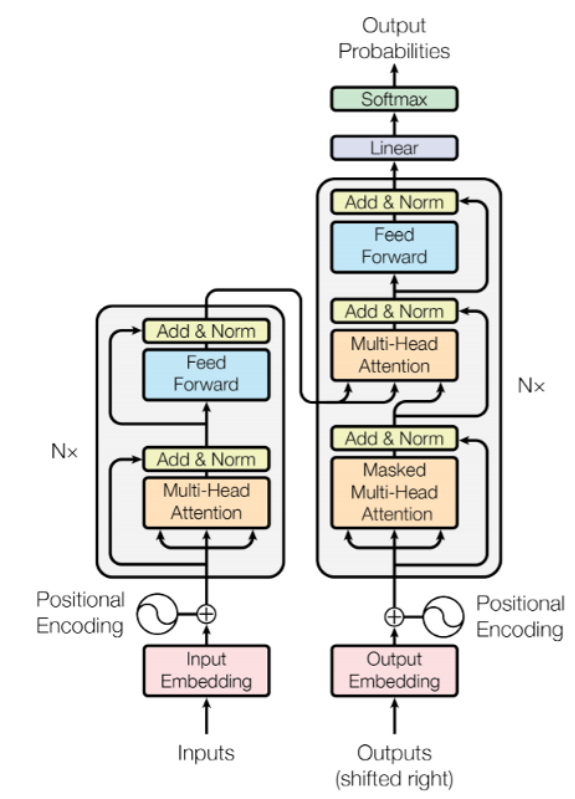 Output
Probabilities
Softmax
Linear
Add & Norm
Feed
Forward
Add & Norm
Multi-Head
Attention
Add & Norm
Masked
Multi-Head
Attention
Nx
Add & Norm
Feed
Forward
Add & Norm
Multi-Head
Attention
Nx
Positional
Encoding
Positional
Encoding
Input
Embedding
Output
Embedding
Inputs
Outputs
(shifted right)